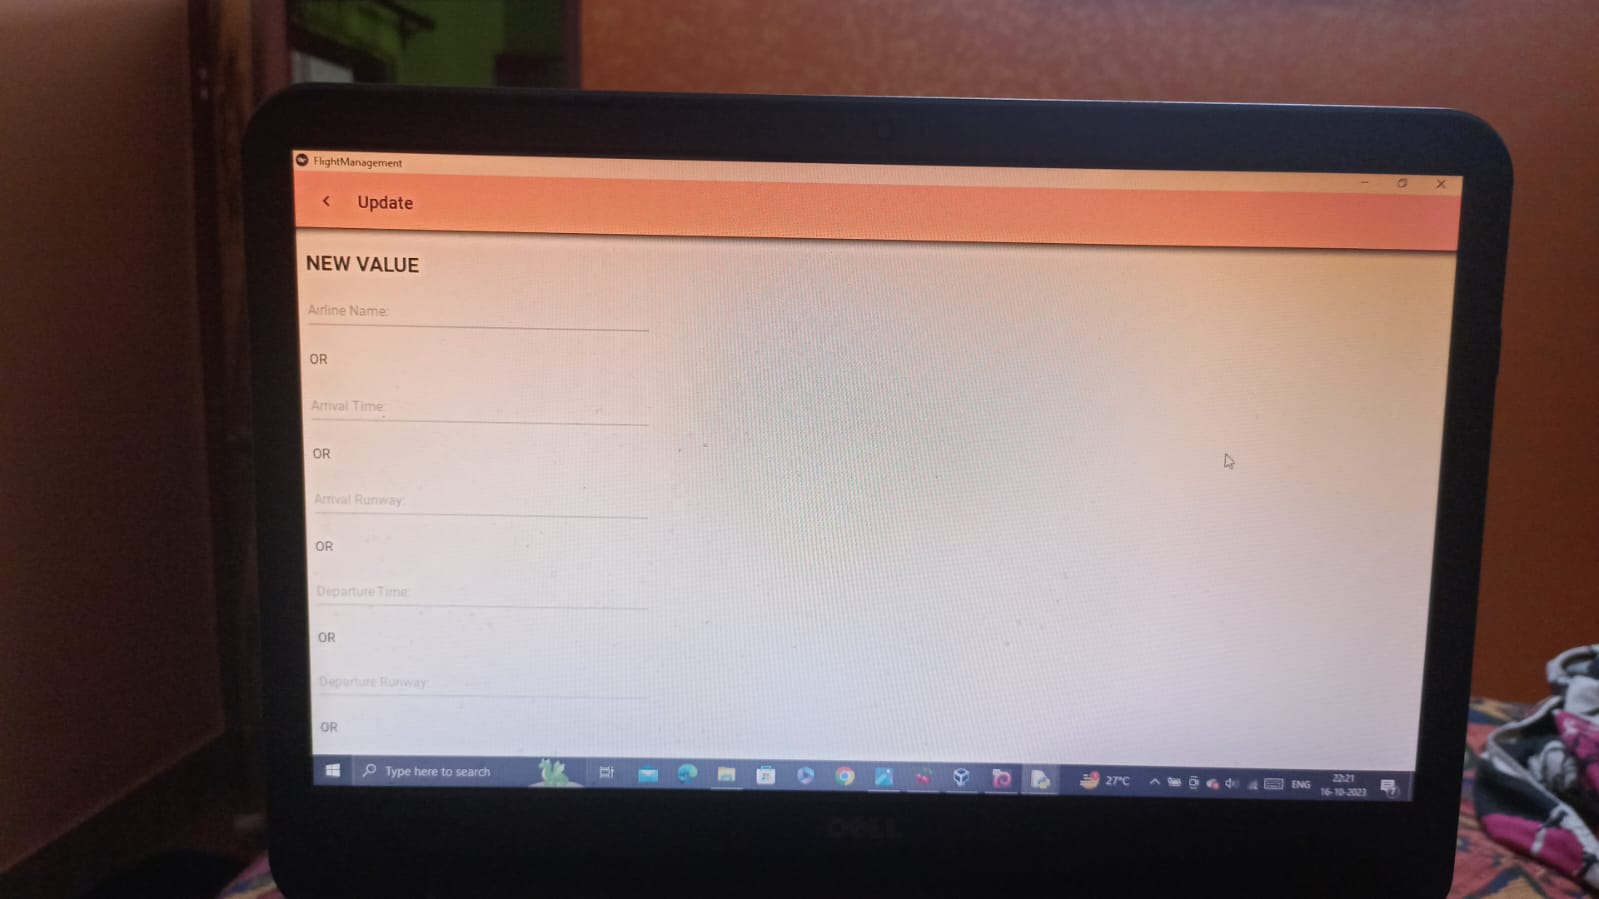 FlightManagement
Update
NEW VALUE
Airline Name:
OR
Arrival Time:
OR
Arrival Runway:
OR
Departure Time:
OR
Departure Runway:
OR
Type here to search
27°C
ENG
22:21
16-10-2023
DELL